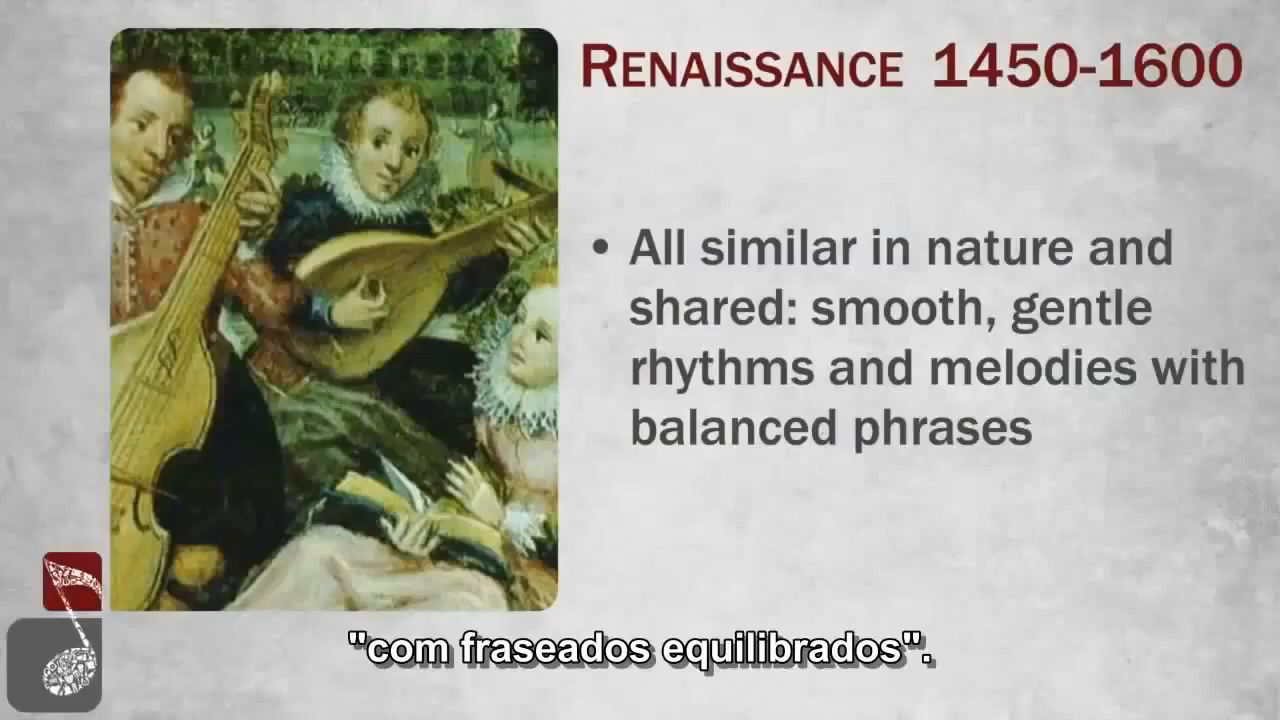 RENAISSANCE 1450-1600
• All similar in nature and
shared: smooth, gentle
rhythms and melodies with
balanced phrases
"com fraseados equilibrados".